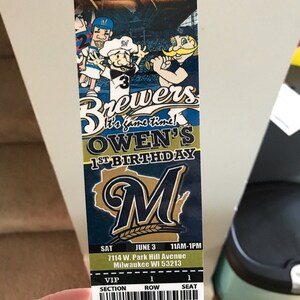 Brewers
It's game time!
OWEN'S
1ST BIRTHDAY
M
SAT JUNE 3 11AM-1PM
7114 W. Park Hill Avenue
Milwaukee WI 53213
VIP 1 1
SECTION ROW SEAT